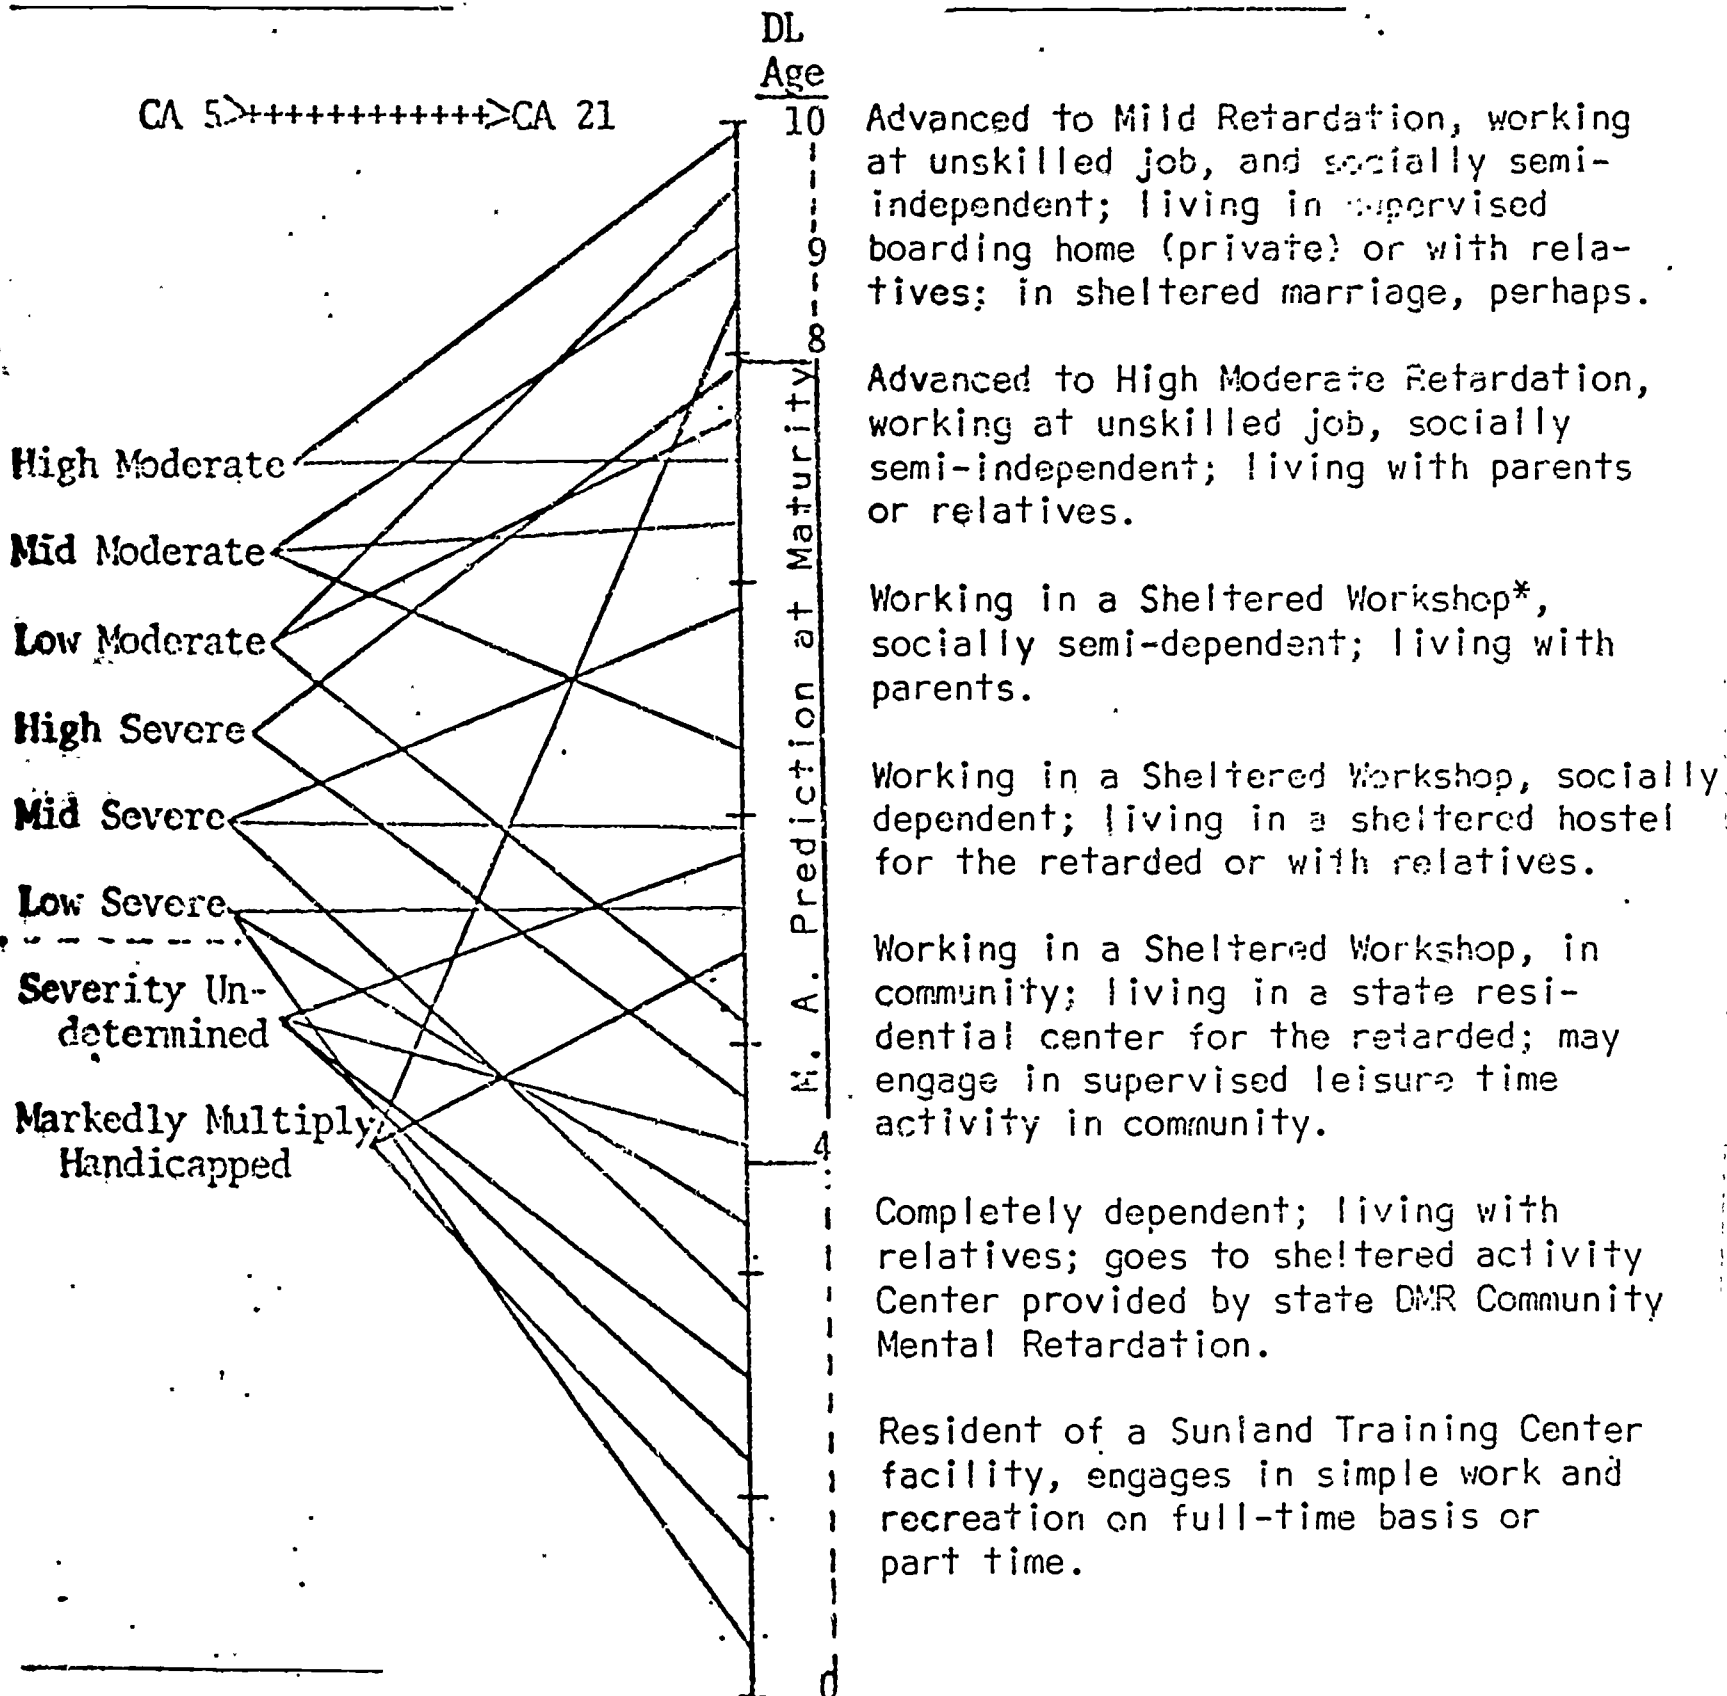 DL
Age
CA 5>++++++++++++>CA 21
10
9
8
4
0
High Moderate
Mid Moderate
Low Moderate
High Severe
Mid Severe
Low Severe
Severity Un-
determined
Markedly Multiply
Handicapped
M. A. Prediction at Maturity
Advanced to Mild Retardation, working
at unskilled job, and socially semi-
independent; living in supervised
boarding home (private) or with rela-
tives; in sheltered marriage, perhaps.
Advanced to High Moderate Retardation,
working at unskilled job, socially
semi-independent; living with parents
or relatives.
Working in a Sheltered Workshop*,
socially semi-dependent; living with
parents.
Working in a Sheltered Workshop, socially
dependent; living in a sheltered hostel
for the retarded or with relatives.
Working in a Sheltered Workshop, in
community; living in a state resi-
dential center for the retarded; may
engage in supervised leisure time
activity in community.
Completely dependent; living with
relatives; goes to sheltered activity
Center provided by state DMR Community
Mental Retardation.
Resident of a Sunland Training Center
facility, engages in simple work and
recreation on full-time basis or
part time.